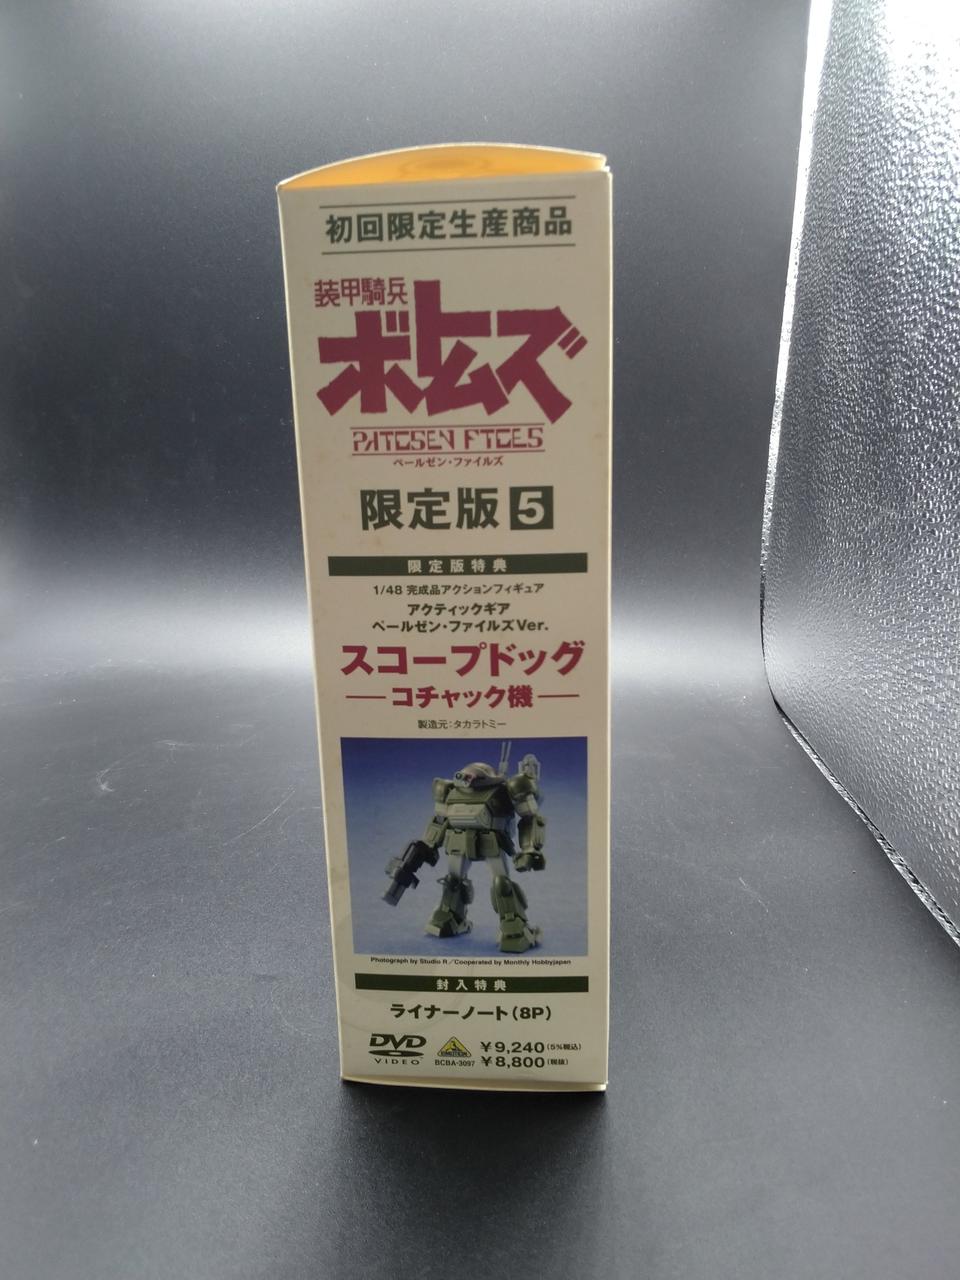 初回限定生産商品
装甲騎兵
ボトムズ
PAILSEN FILES
ペールゼン・ファイルズ
限定版 5
限定版特典
1/48 完成品アクションフィギュア
アクティックギア
ペールゼン・ファイルズVer.
スコープドッグ
―コチャック機―
製造元:タカラトミー
Photograph by Studio R／Cooperated by Monthly Hobbyjapan
封入特典
ライナーノート(8P)
DVD
VIDEO
EMOTION
BCBA-3097
￥9,240(5%税込)
￥8,800(税抜)